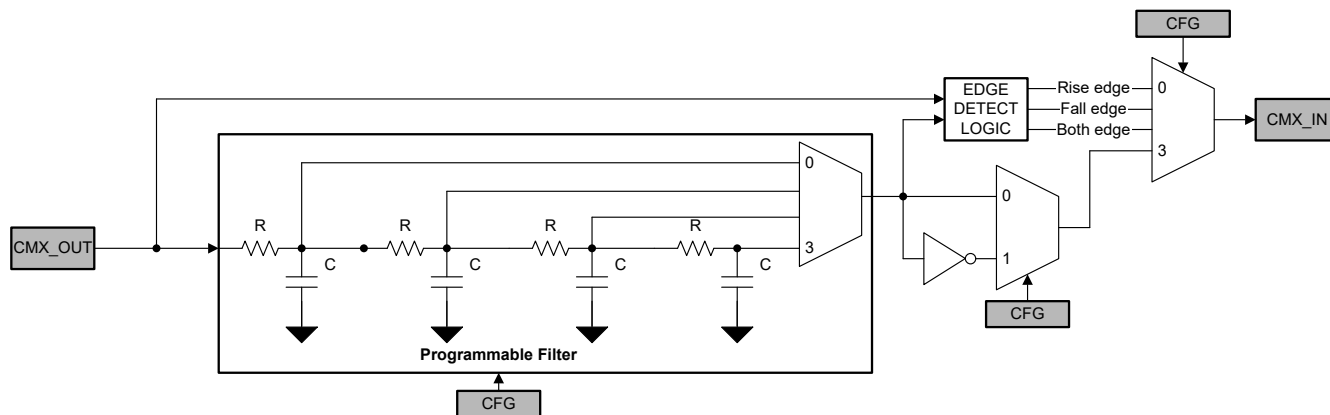 CFG
EDGE
DETECT
LOGIC
Rise edge
Fall edge
Both edge
0
3
CMX_IN
0
3
0
1
CMX_OUT
R
R
R
R
C
C
C
C
CFG
Programmable Filter
CFG